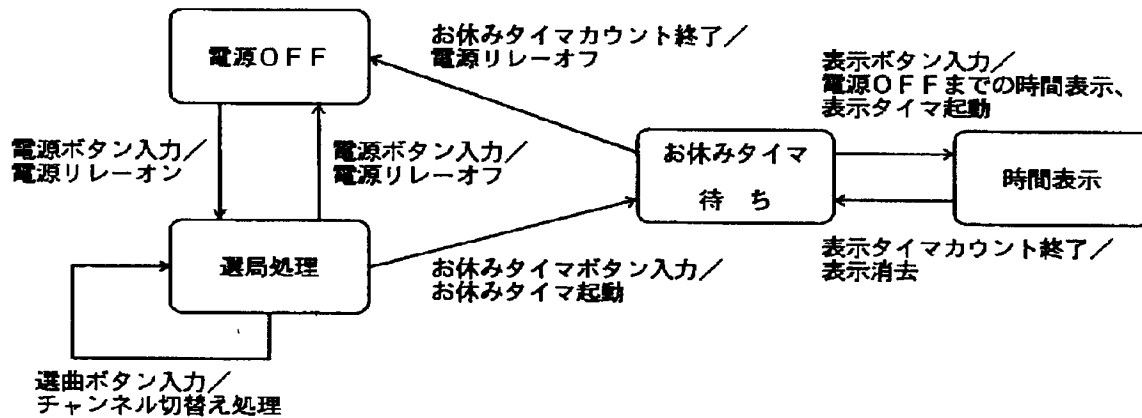 電源OFF
お休みタイマカウント終了／
電源リレーオフ
表示ボタン入力／
電源OFFまでの時間表示、
表示タイマ起動
電源ボタン入力／
電源リレーオン
電源ボタン入力／
電源リレーオフ
お休みタイマ
待ち
時間表示
選局処理
お休みタイマボタン入力／
お休みタイマ起動
表示タイマカウント終了／
表示消去
選曲ボタン入力／
チャンネル切替え処理